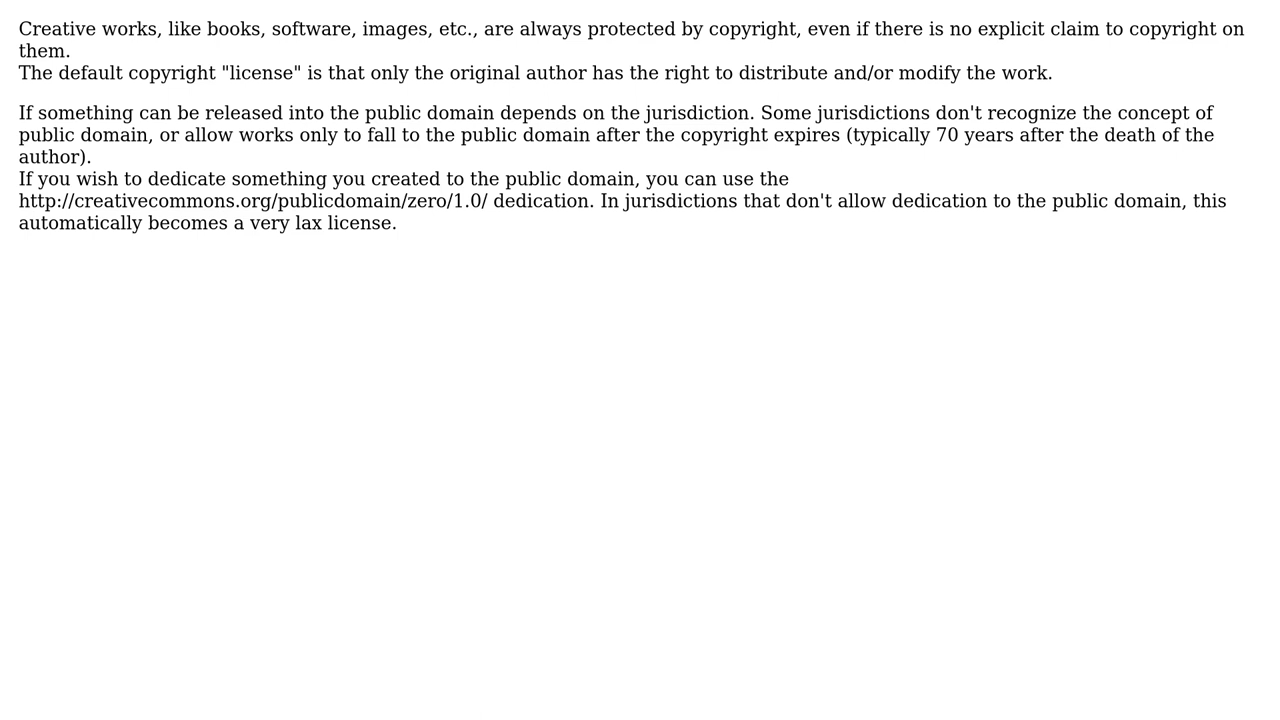 Creative works, like books, software, images, etc., are always protected by copyright, even if there is no explicit claim to copyright on
them.
The default copyright "license" is that only the original author has the right to distribute and/or modify the work.
If something can be released into the public domain depends on the jurisdiction. Some jurisdictions don't recognize the concept of
public domain, or allow works only to fall to the public domain after the copyright expires (typically 70 years after the death of the
author).
If you wish to dedicate something you created to the public domain, you can use the
http://creativecommons.org/publicdomain/zero/1.0/ dedication. In jurisdictions that don't allow dedication to the public domain, this
automatically becomes a very lax license.